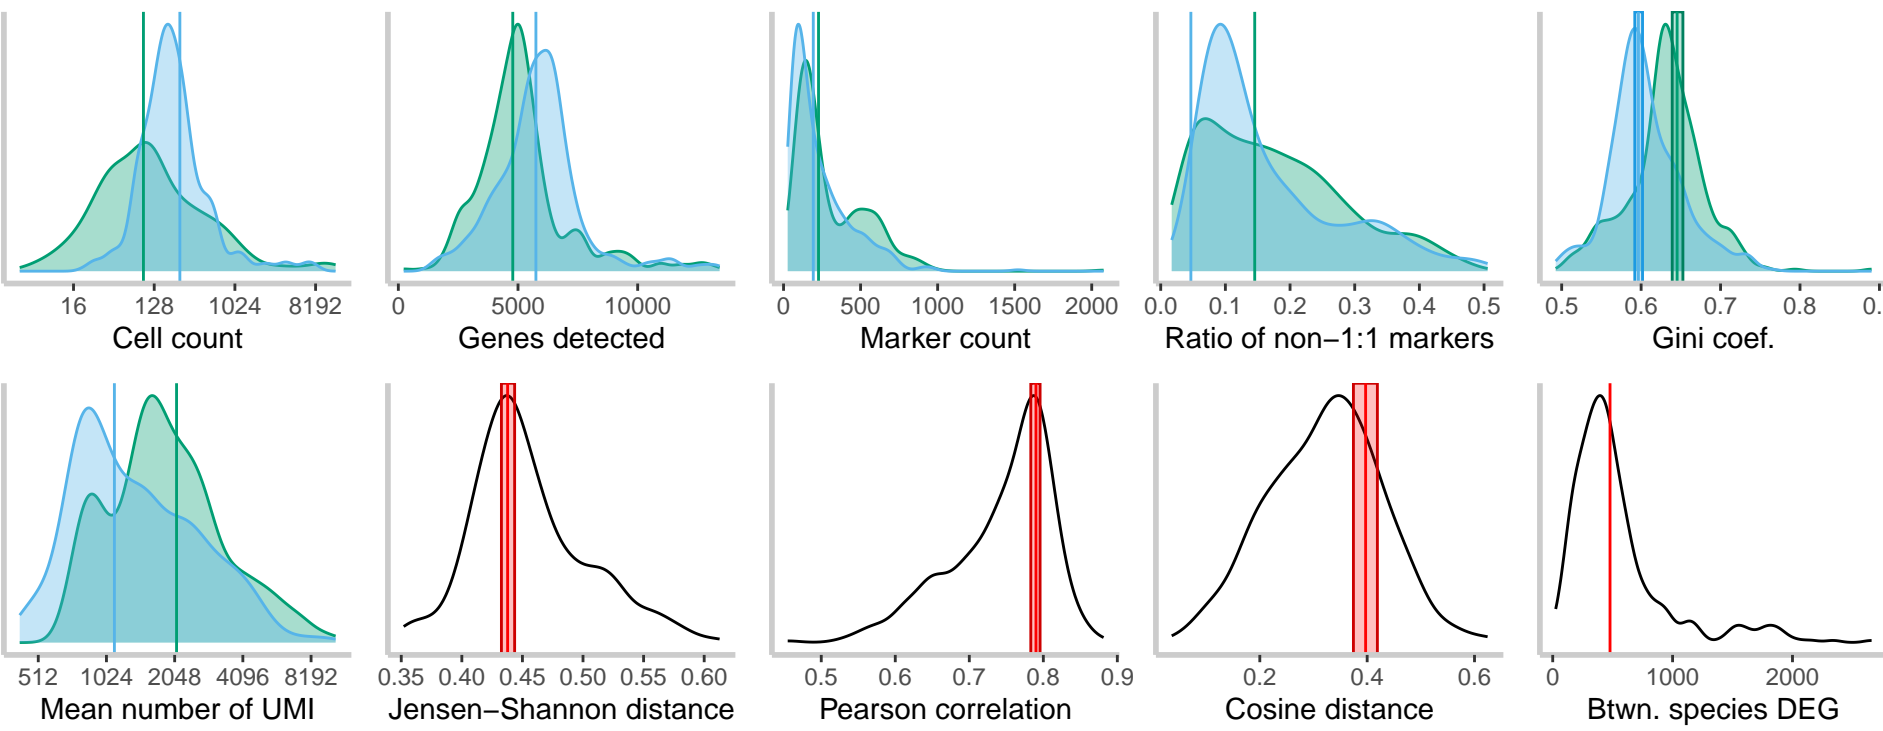 16 128 1024 8192
Cell count
0 5000 10000
Genes detected
0 500 1000 1500 2000
Marker count
0.0 0.1 0.2 0.3 0.4 0.5
Ratio of non−1:1 markers
0.5 0.6 0.7 0.8 0.
Gini coef.
512 1024 2048 4096 8192
Mean number of UMI
0.35 0.40 0.45 0.50 0.55 0.60
Jensen−Shannon distance
0.5 0.6 0.7 0.8 0.9
Pearson correlation
0.2 0.4 0.6
Cosine distance
0 1000 2000
Btwn. species DEG